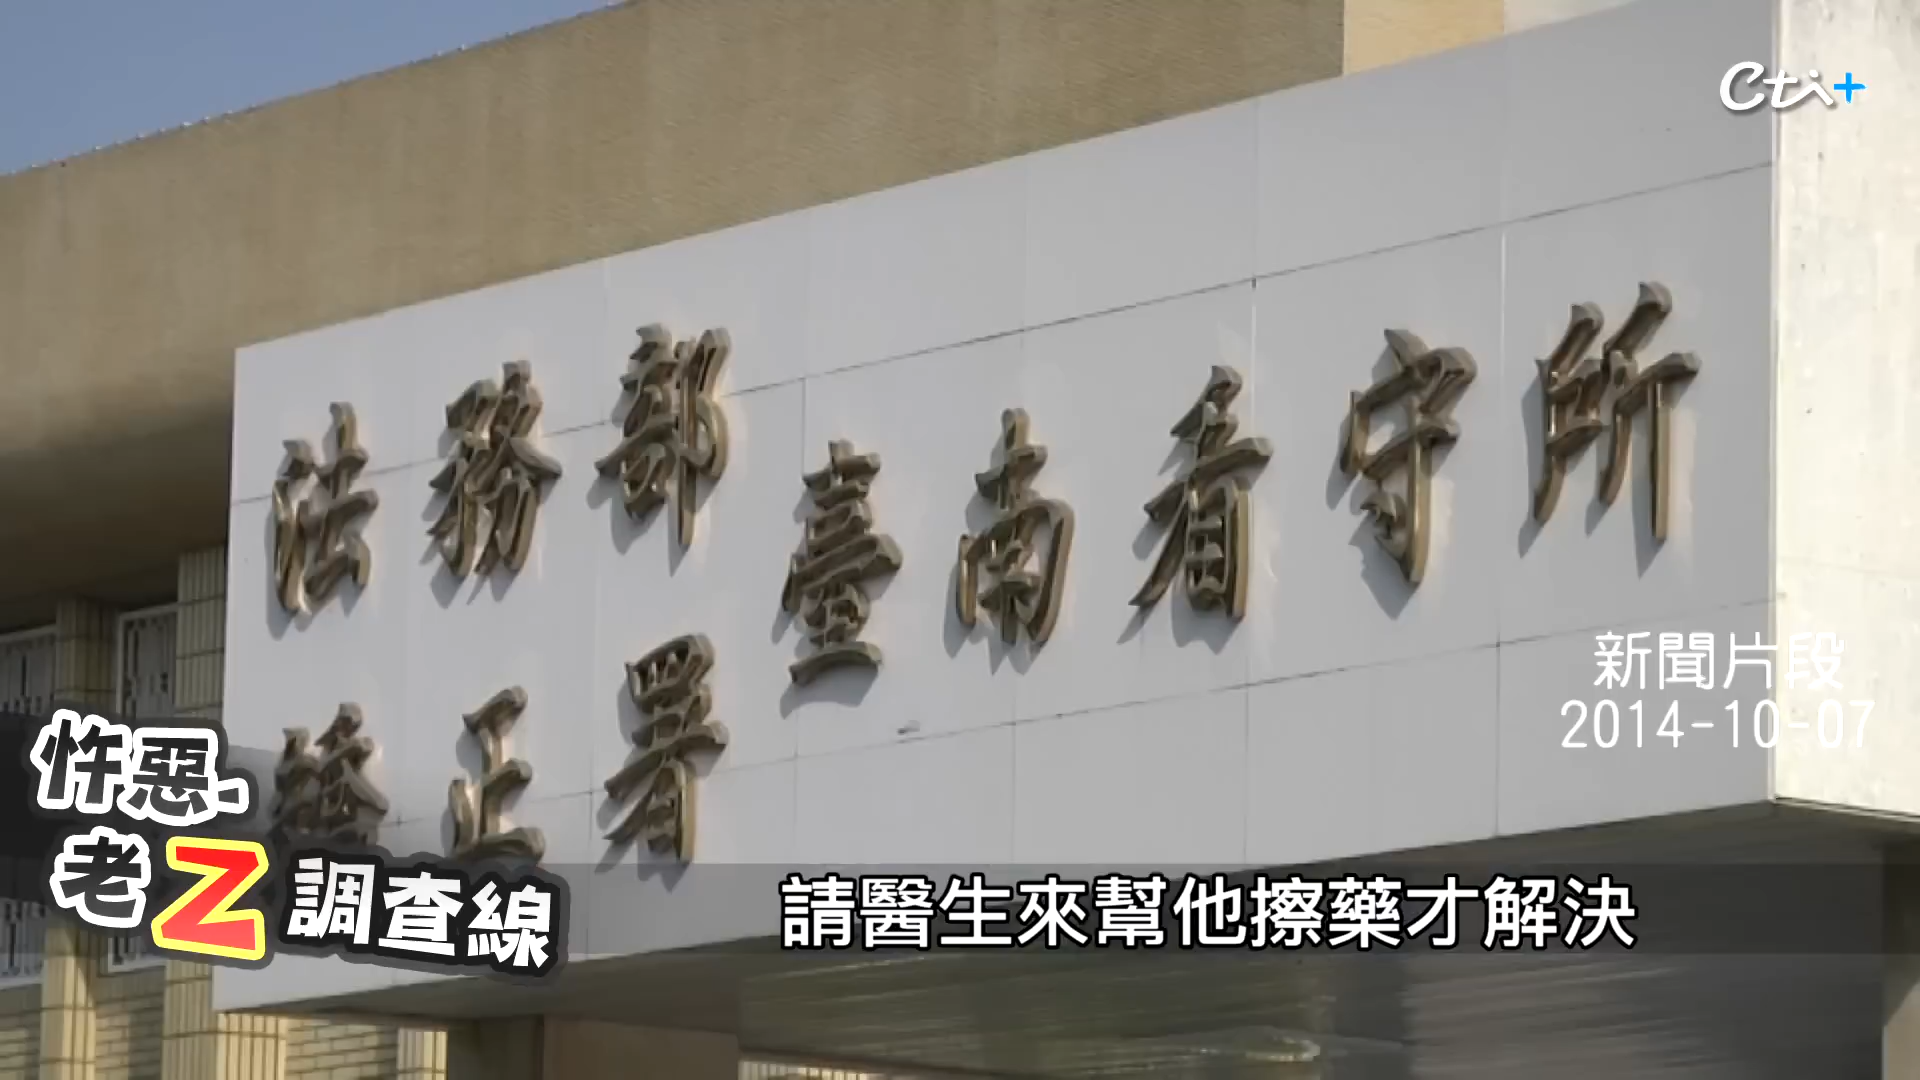 Cti+
法務部
臺南看守所
矯正署
新聞片段
2014-10-07
忤惡-
老Z調查線
請醫生來幫他擦藥才解決